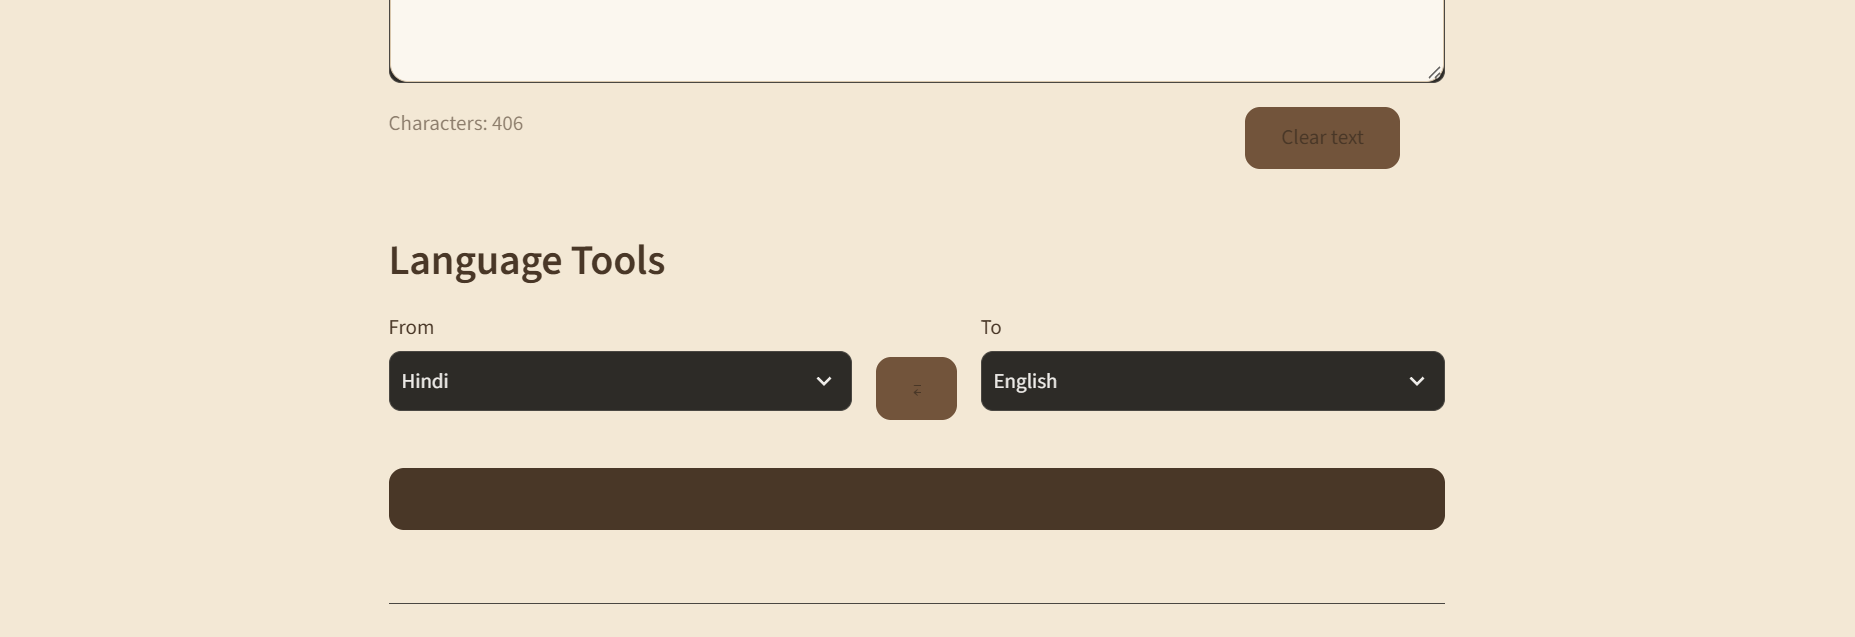 Characters: 406
Clear text
Language Tools
From
To
Hindi
English